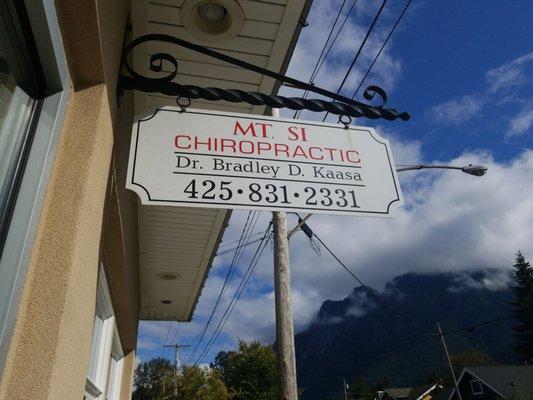 MT. SI
CHIROPRACTIC
Dr. Bradley D. Kaasa
425•831•2331